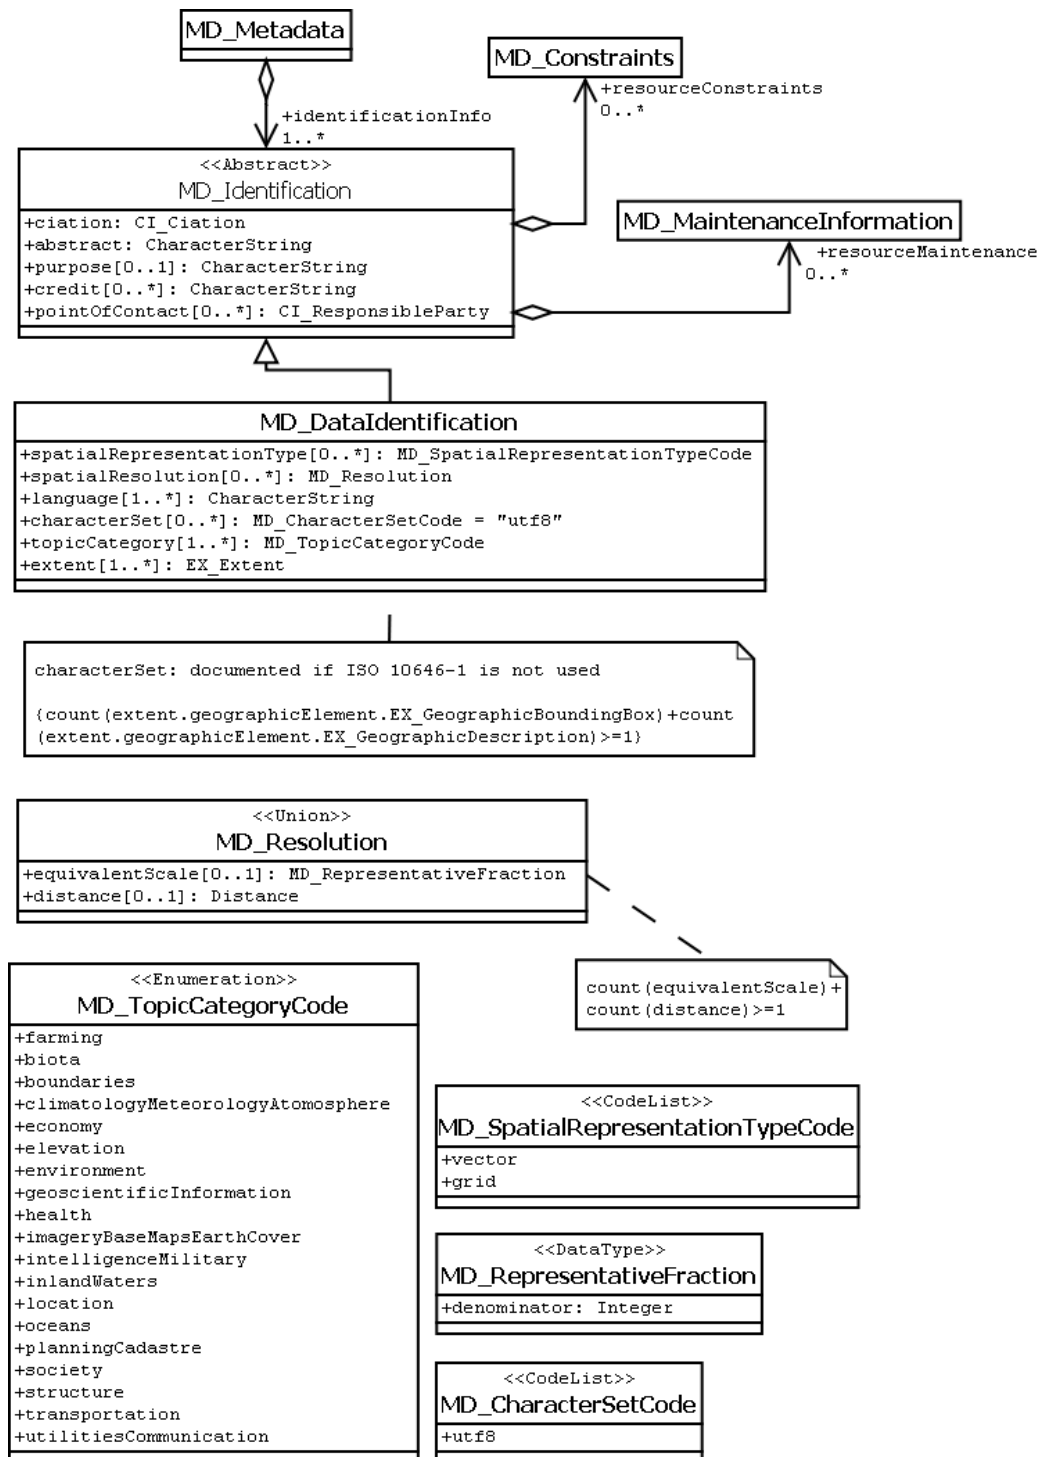 MD_Metadata
+identificationInfo
1..*
MD_Constraints
+resourceConstraints
0..*
<<Abstract>>
MD_Identification
+ciation: CI_Ciation
+abstract: CharacterString
+purpose[0..1]: CharacterString
+credit[0..*]: CharacterString
+pointOfContact[0..*]: CI_ResponsibleParty
MD_MaintenanceInformation
+resourceMaintenance
0..*
MD_DataIdentification
+spatialRepresentationType[0..*]: MD_SpatialRepresentationTypeCode
+spatialResolution[0..*]: MD_Resolution
+language[1..*]: CharacterString
+characterSet[0..*]: MD_CharacterSetCode = "utf8"
+topicCategory[1..*]: MD_TopicCategoryCode
+extent[1..*]: EX_Extent
characterSet: documented if ISO 10646-1 is not used
{count(extent.geographicElement.EX_GeographicBoundingBox)+count
(extent.geographicElement.EX_GeographicDescription)>=1}
<<Union>>
MD_Resolution
+equivalentScale[0..1]: MD_RepresentativeFraction
+distance[0..1]: Distance
count(equivalentScale)+
count(distance)>=1
<<Enumeration>>
MD_TopicCategoryCode
+farming
+biota
+boundaries
+climatologyMeteorologyAtomosphere
+economy
+elevation
+environment
+geoscientificInformation
+health
+imageryBaseMapsEarthCover
+intelligenceMilitary
+inlandWaters
+location
+oceans
+planningCadastre
+society
+structure
+transportation
+utilitiesCommunication
<<CodeList>>
MD_SpatialRepresentationTypeCode
+vector
+grid
<<DataType>>
MD_RepresentativeFraction
+denominator: Integer
<<CodeList>>
MD_CharacterSetCode
+utf8